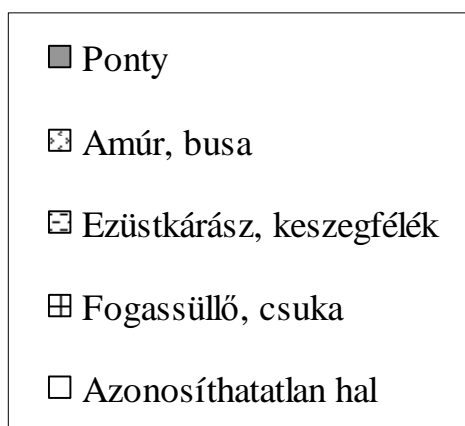 Ponty
Amúr, busa
Ezüstkárász, keszegfélék
Fogassüllő, csuka
Azonosíthatatlan hal